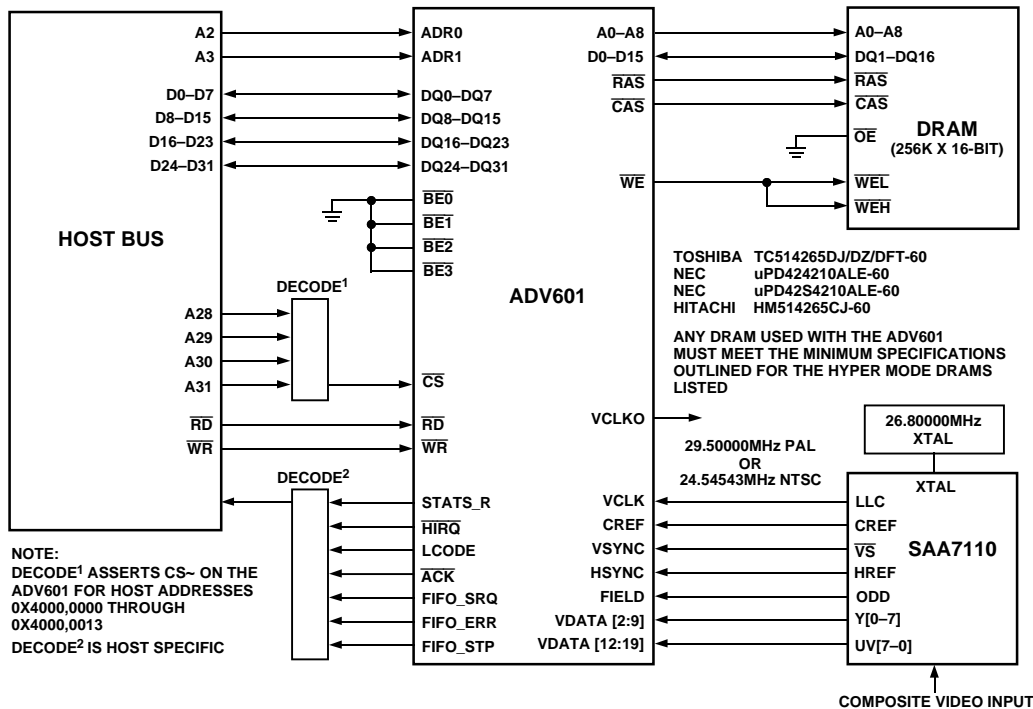 HOST BUS
A2
A3
D0–D7
D8–D15
D16–D23
D24–D31
A28
A29
A30
A31
RD
WR
DECODE1
DECODE2
ADV601
ADR0
ADR1
DQ0–DQ7
DQ8–DQ15
DQ16–DQ23
DQ24–DQ31
BE0
BE1
BE2
BE3
CS
RD
WR
STATS_R
HIRQ
LCODE
ACK
FIFO_SRQ
FIFO_ERR
FIFO_STP
A0–A8
D0–D15
RAS
CAS
WE
VCLKO
VCLK
CREF
VSYNC
HSYNC
FIELD
VDATA [2:9]
VDATA [12:19]
A0–A8
DQ1–DQ16
RAS
CAS
OE
DRAM
(256K X 16-BIT)
WEL
WEH
TOSHIBA TC514265DJ/DZ/DFT-60
NEC uPD424210ALE-60
NEC uPD42S4210ALE-60
HITACHI HM514265CJ-60
ANY DRAM USED WITH THE ADV601
MUST MEET THE MINIMUM SPECIFICATIONS
OUTLINED FOR THE HYPER MODE DRAMS
LISTED
26.80000MHz
XTAL
29.50000MHz PAL
OR
24.54543MHz NTSC
XTAL
LLC
CREF
VS
HREF
ODD
Y[0–7]
UV[7–0]
SAA7110
COMPOSITE VIDEO INPUT
NOTE:
DECODE1 ASSERTS CS~ ON THE
ADV601 FOR HOST ADDRESSES
0X4000,0000 THROUGH
0X4000,0013
DECODE2 IS HOST SPECIFIC